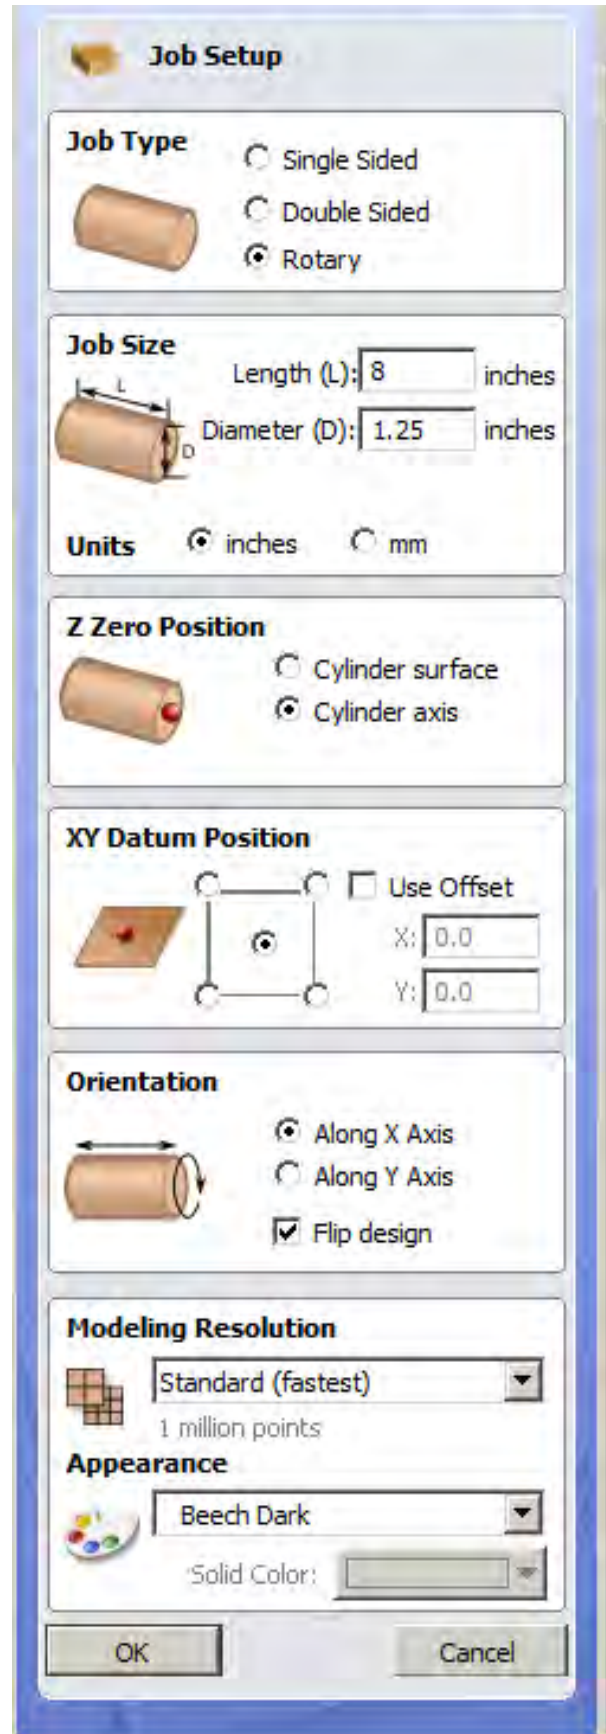 Job Setup
Job Type
Single Sided
Double Sided
Rotary
Job Size
Length (L): 8 inches
L
Diameter (D): 1.25 inches
D
Units inches mm
Z Zero Position
Cylinder surface
Cylinder axis
XY Datum Position
Use Offset
X: 0.0
Y: 0.0
Orientation
Along X Axis
Along Y Axis
Flip design
Modeling Resolution
Standard (fastest)
1 million points
Appearance
Beech Dark
Solid Color:
OK Cancel